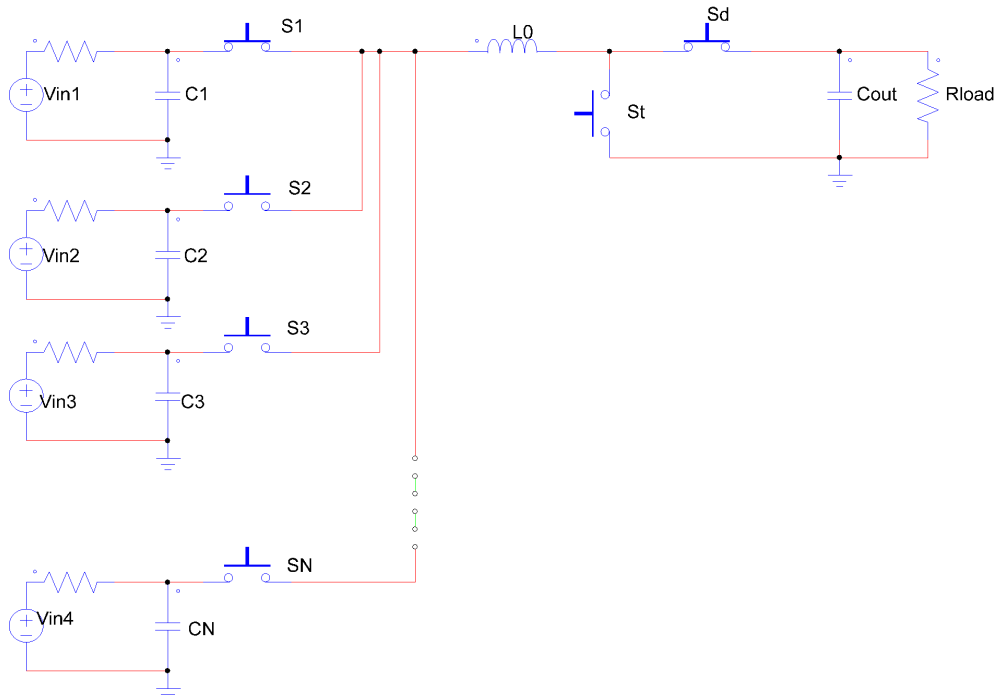 S1
Sd
L0
Vin1
C1
St
Cout
Rload
S2
Vin2
C2
S3
Vin3
C3
SN
Vin4
CN